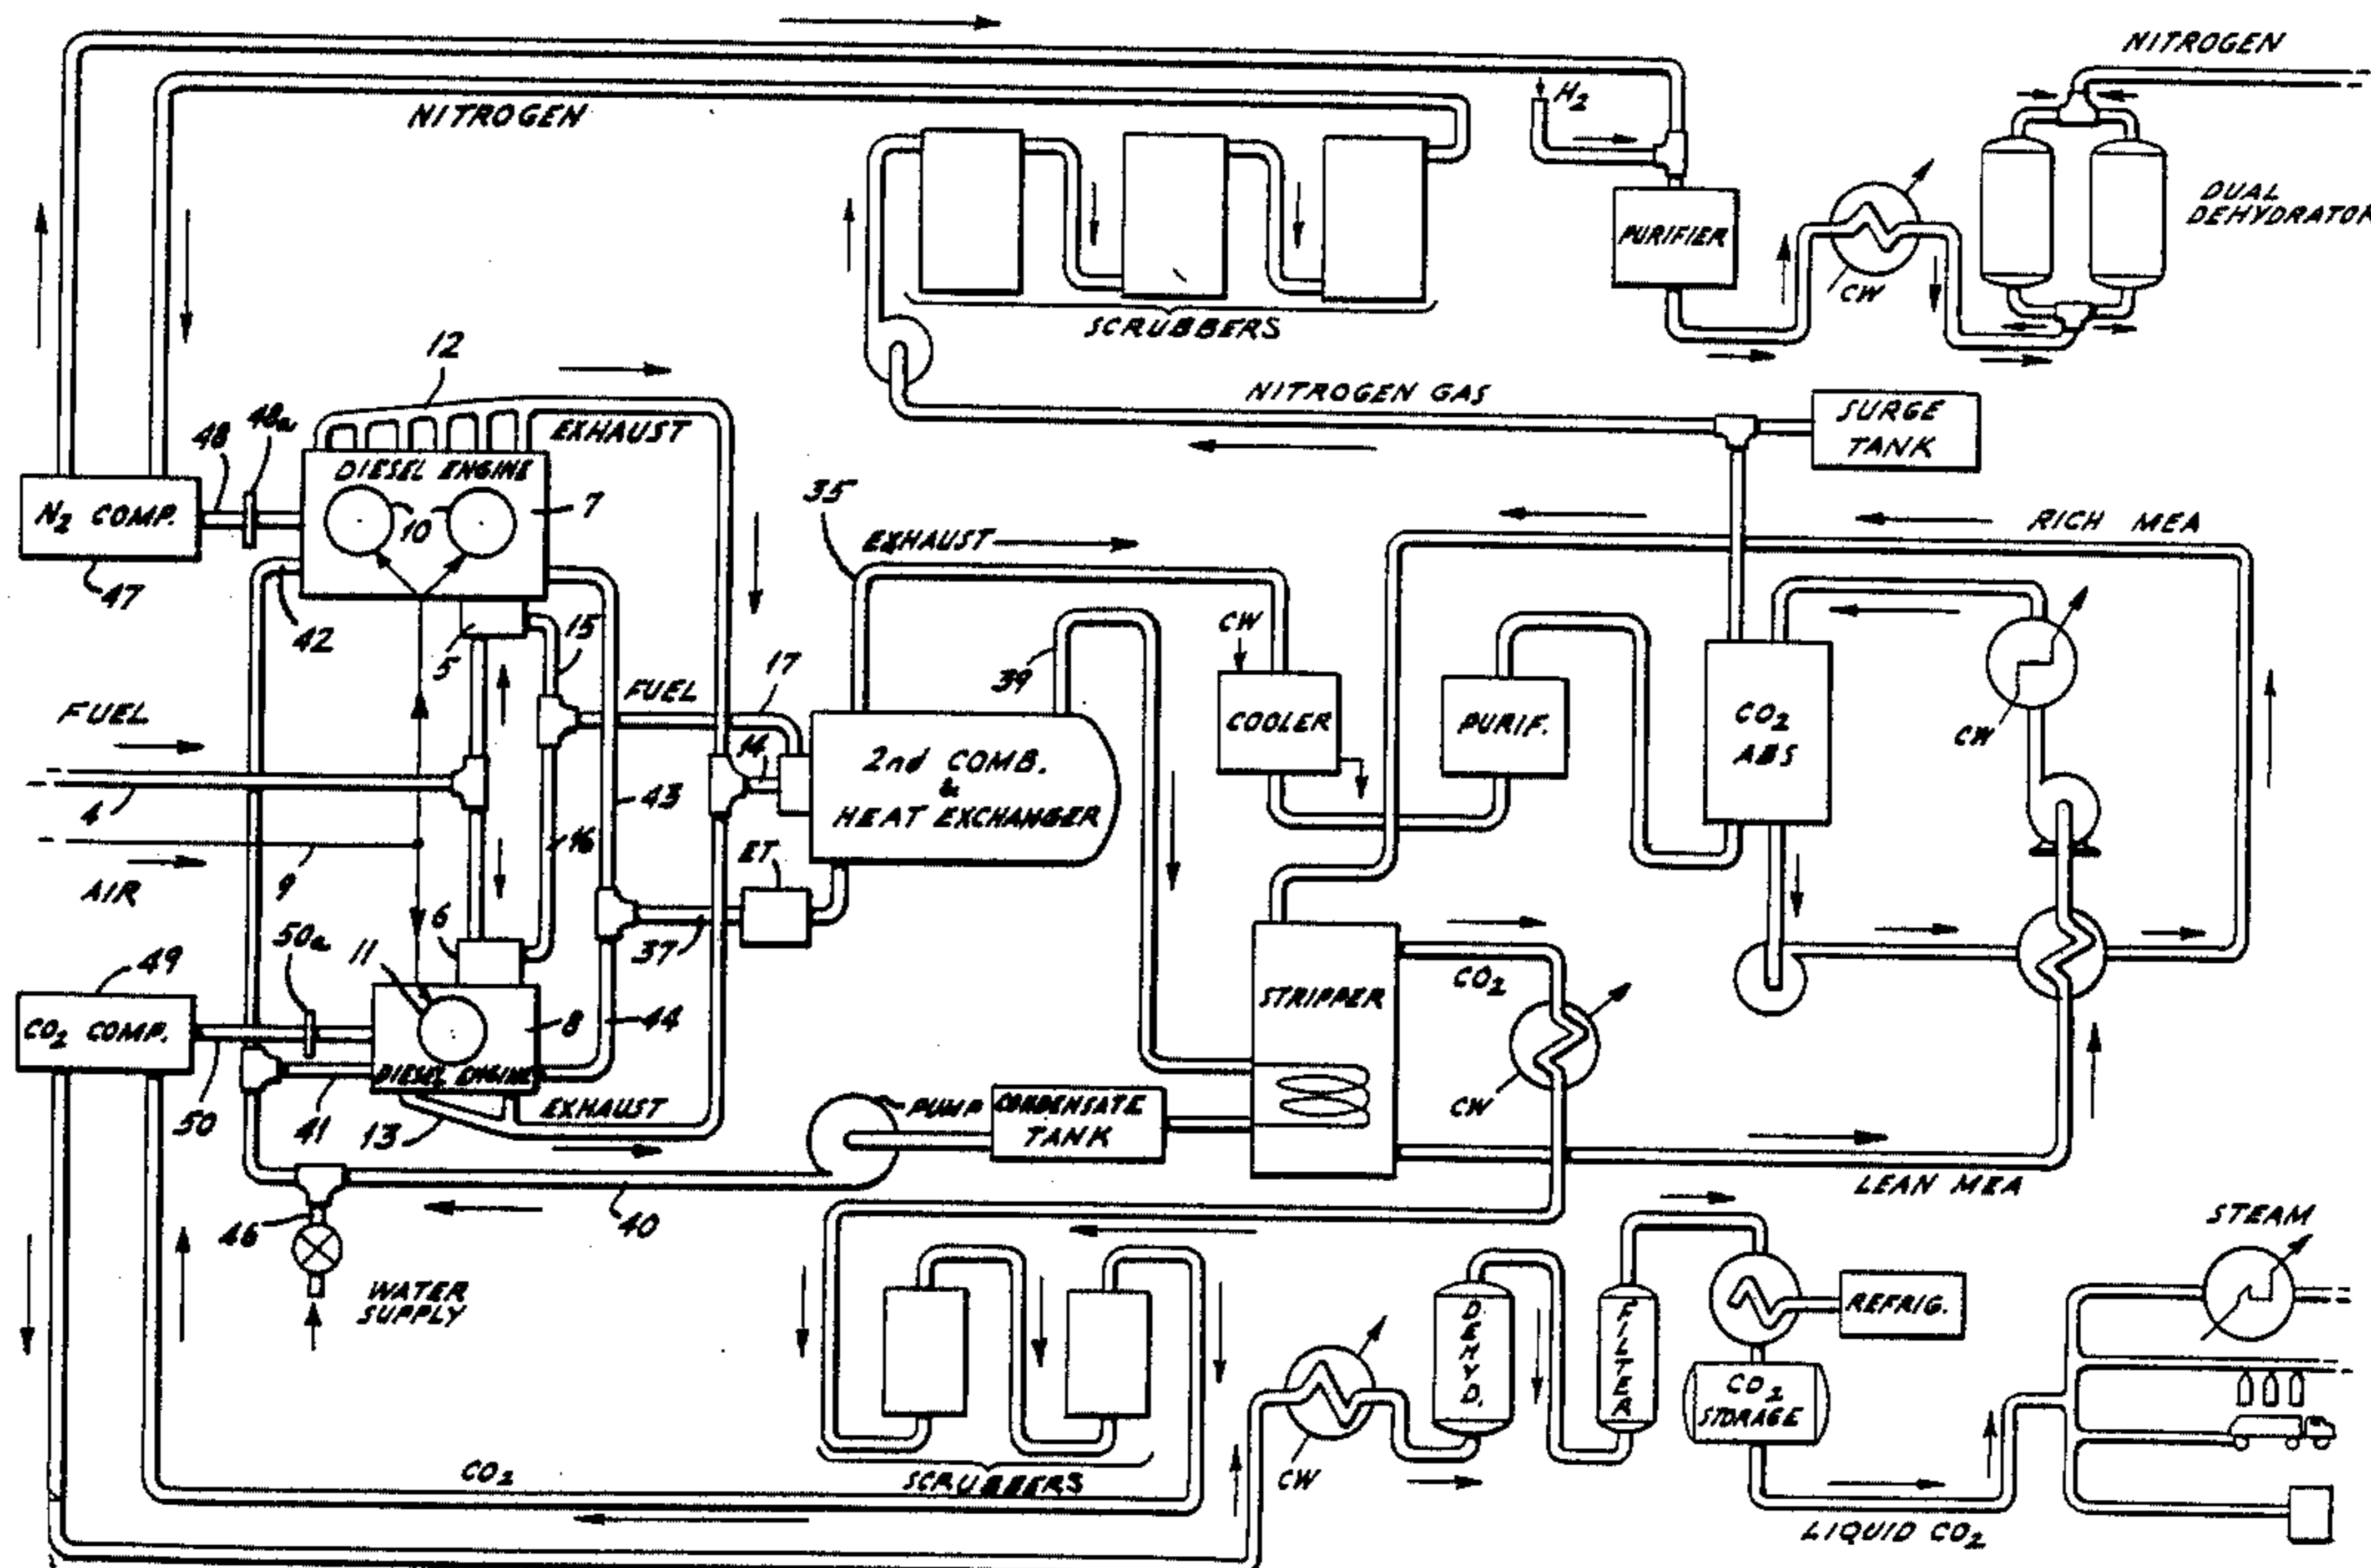 NITROGEN
NITROGEN
H2
DUAL
DEHYDRATOR
PURIFIER
CW
SCRUBBERS
12
NITROGEN GAS
SURGE
TANK
EXHAUST
48
48a
DIESEL ENGINE
N2 COMP.
10
7
35
EXHAUST
RICH MEA
47
42
5
15
CW
39
FUEL
FUEL
17
COOLER
PURIF.
CO2
ABS
CW
14
2nd COMB.
&
HEAT EXCHANGER
4
43
16
ET
AIR
9
6
37
50a
11
49
CO2
STRIPPER
CO2 COMP.
8
44
DIESEL ENGINE
50
41
13
EXHAUST
PUMP
CONDENSATE
TANK
CW
LEAN MEA
40
46
STEAM
WATER
SUPPLY
DEHYD.
FILTER
REFRIG.
CO2
STORAGE
CO2
SCRUBBERS
CW
LIQUID CO2